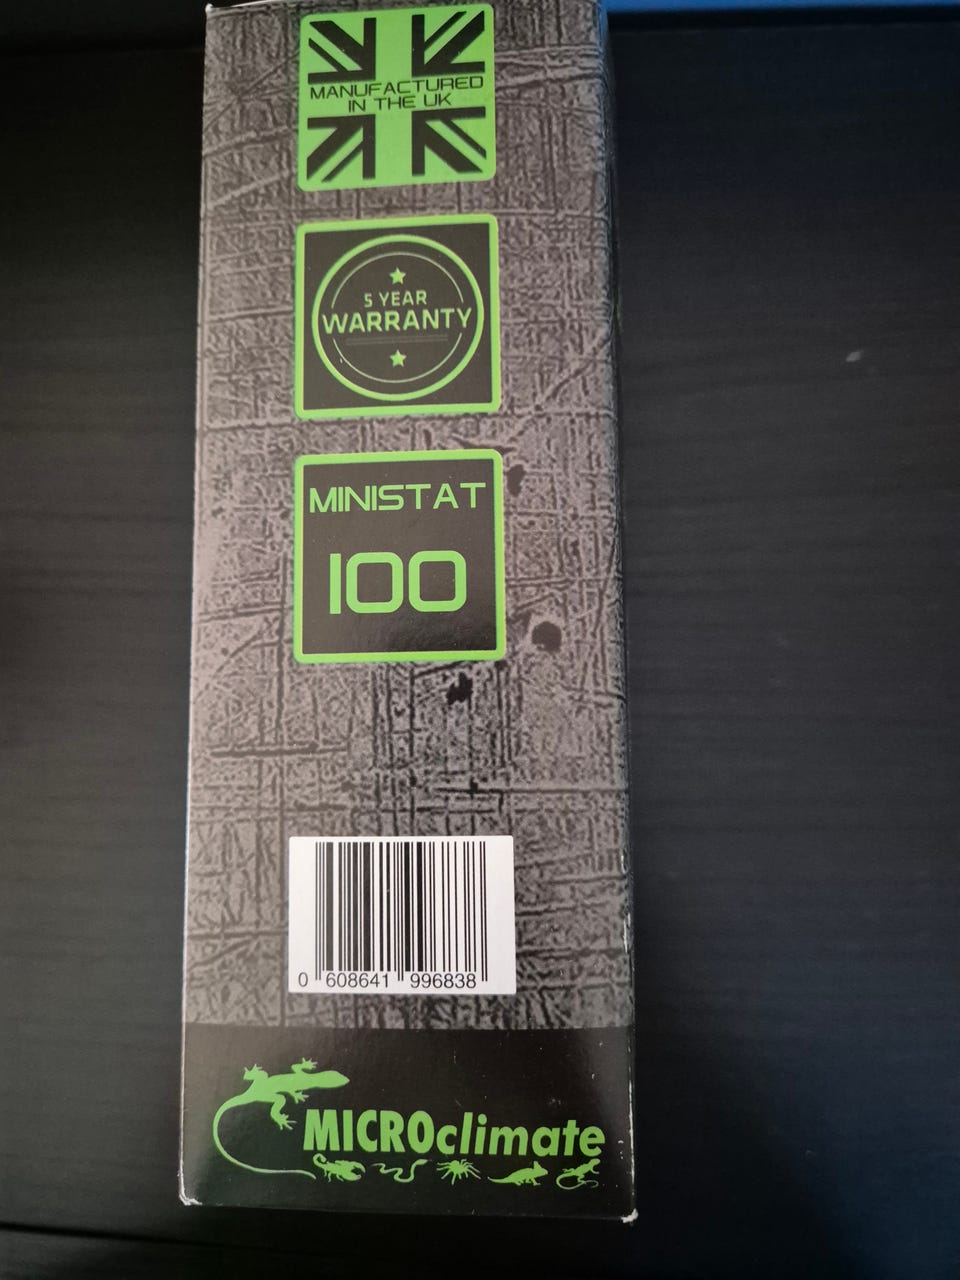 MANUFACTURED
IN THE UK
5 YEAR
WARRANTY
MINISTAT
100
0 608641 996838
MICROclimate